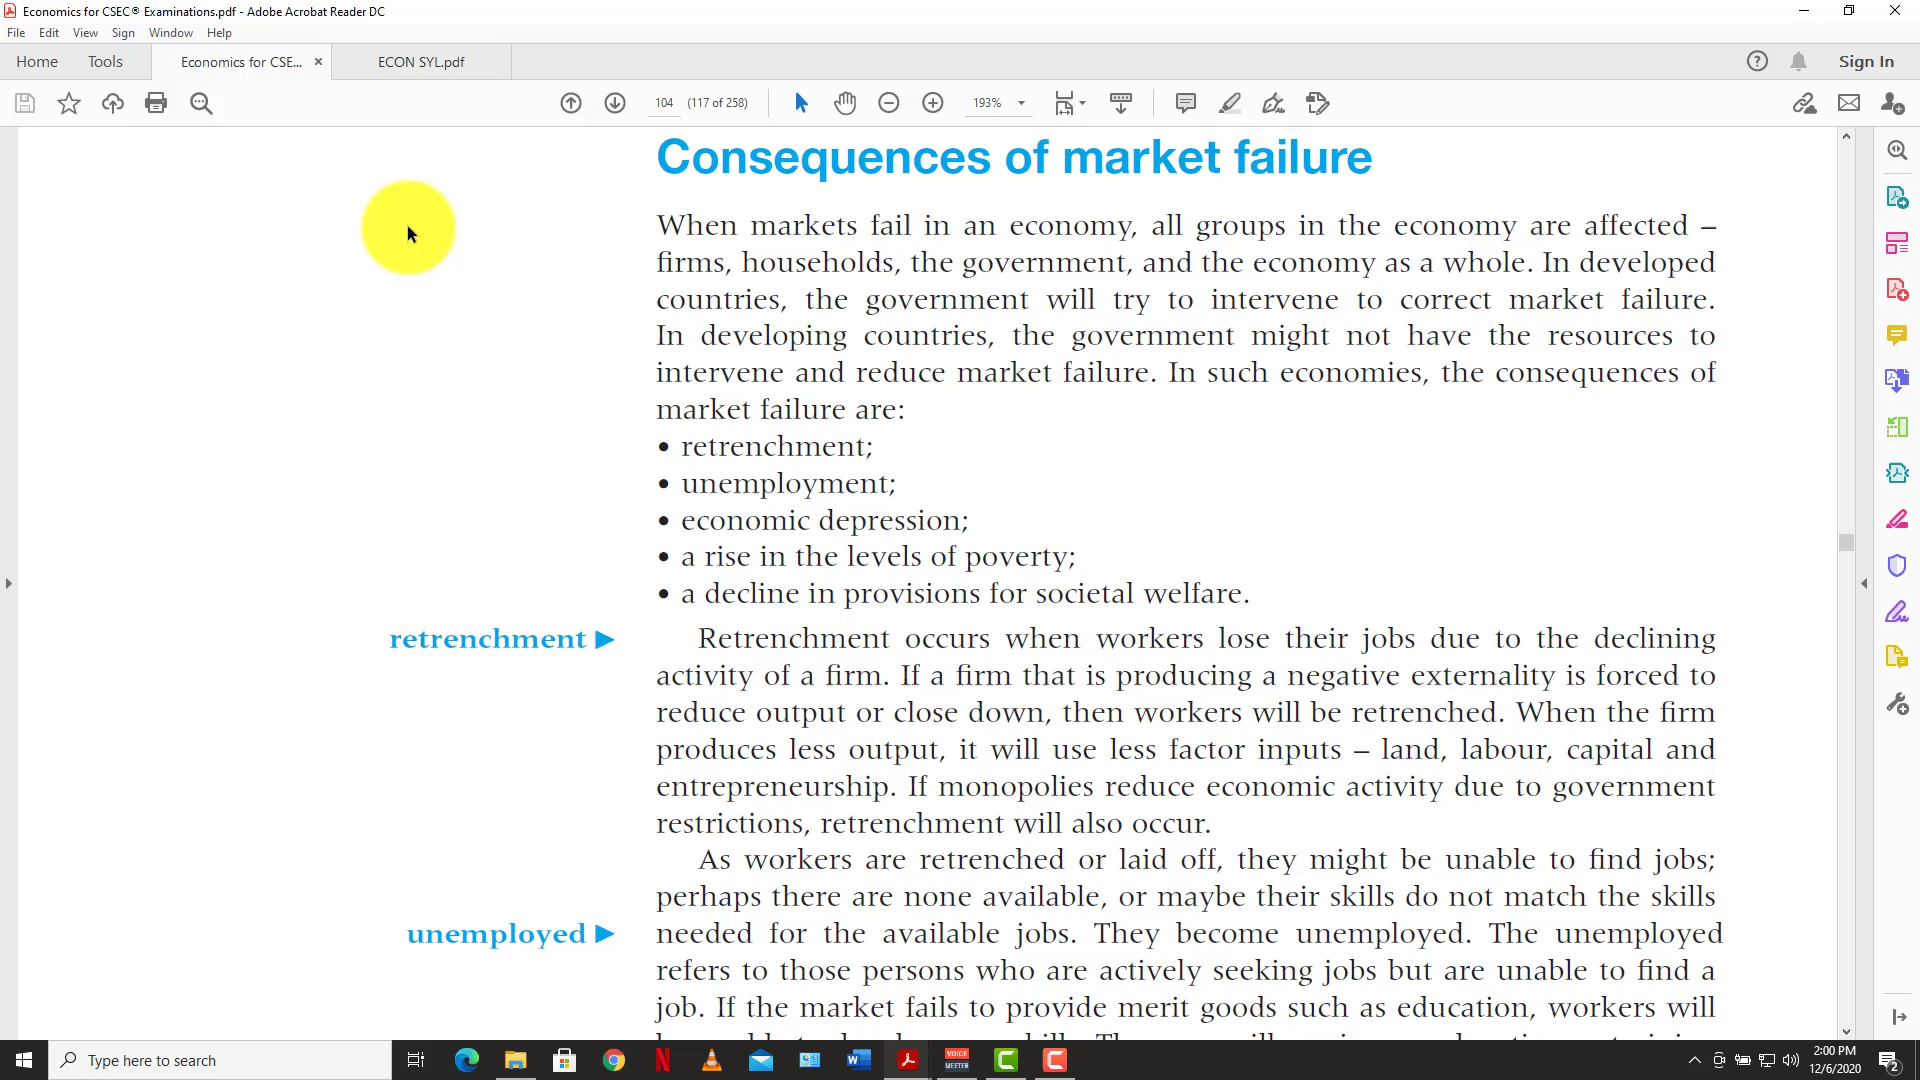 Economics for CSEC® Examinations.pdf - Adobe Acrobat Reader DC
File Edit View Sign Window Help
Home Tools Economics for CSE... × ECON SYL.pdf Sign In
104 (117 of 258) 193%
Consequences of market failure
When markets fail in an economy, all groups in the economy are affected –
firms, households, the government, and the economy as a whole. In developed
countries, the government will try to intervene to correct market failure.
In developing countries, the government might not have the resources to
intervene and reduce market failure. In such economies, the consequences of
market failure are:
• retrenchment;
• unemployment;
• economic depression;
• a rise in the levels of poverty;
• a decline in provisions for societal welfare.
retrenchment ▶ Retrenchment occurs when workers lose their jobs due to the declining
activity of a firm. If a firm that is producing a negative externality is forced to
reduce output or close down, then workers will be retrenched. When the firm
produces less output, it will use less factor inputs – land, labour, capital and
entrepreneurship. If monopolies reduce economic activity due to government
restrictions, retrenchment will also occur.
As workers are retrenched or laid off, they might be unable to find jobs;
perhaps there are none available, or maybe their skills do not match the skills
unemployed ▶ needed for the available jobs. They become unemployed. The unemployed
refers to those persons who are actively seeking jobs but are unable to find a
job. If the market fails to provide merit goods such as education, workers will
Type here to search
VOICE
MEETER
2:00 PM
12/6/2020
2